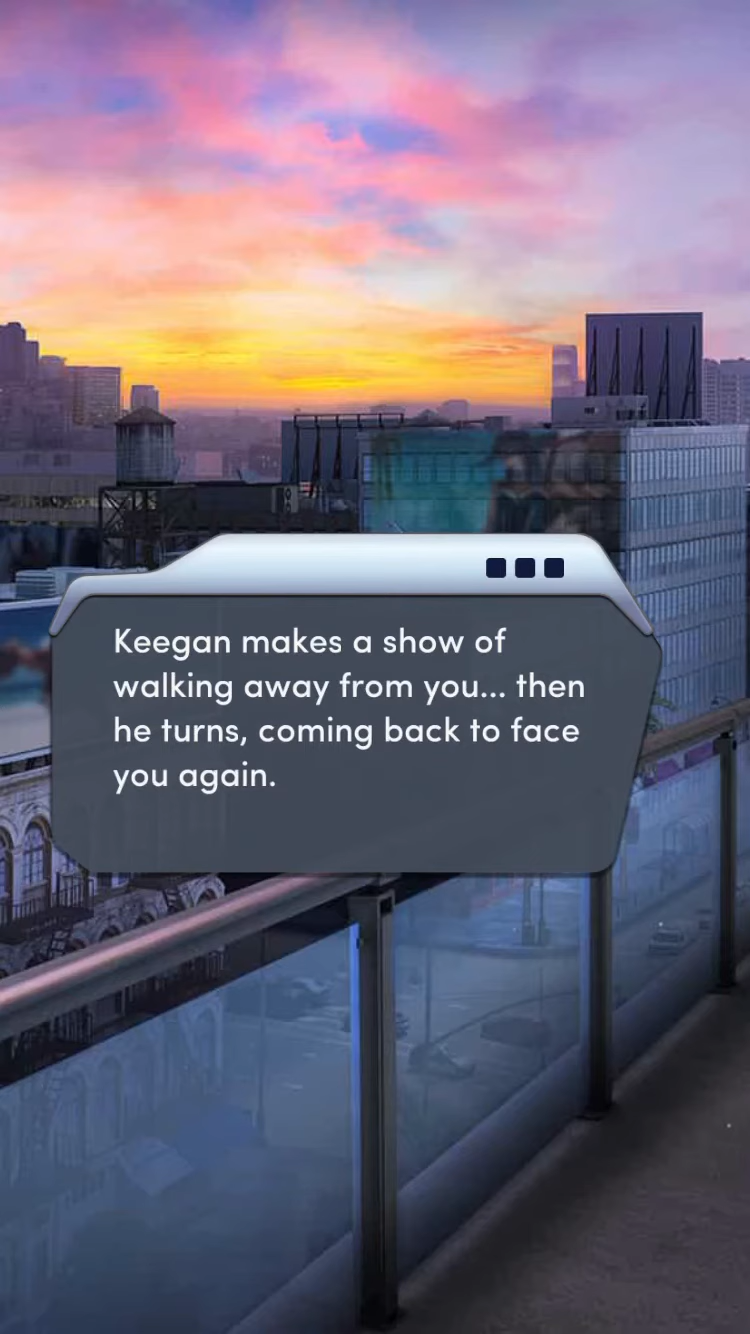 Keegan makes a show of
walking away from you... then
he turns, coming back to face
you again.